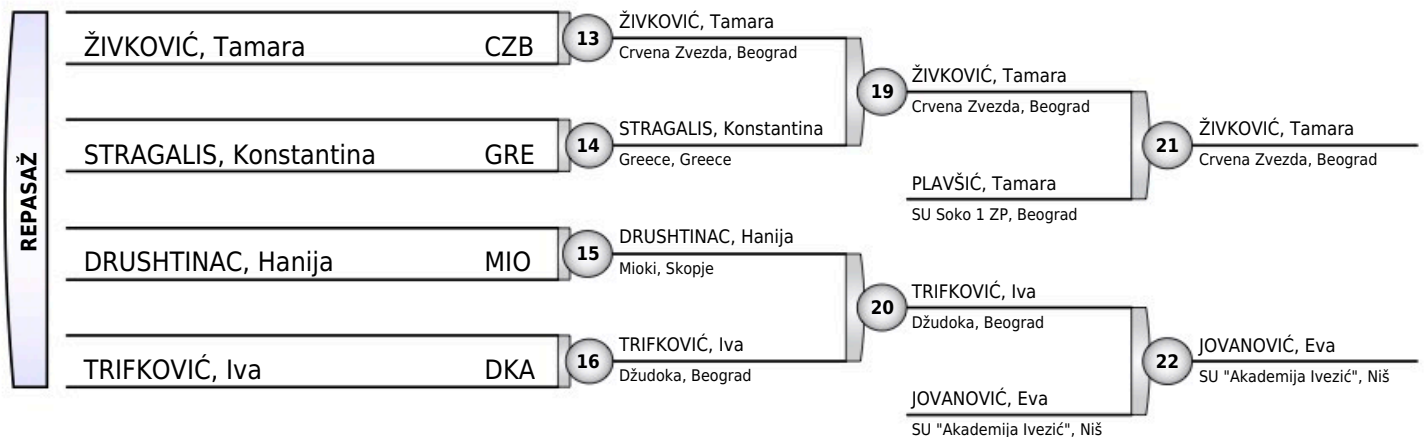 REPASAŽ
ŽIVKOVIĆ, Tamara CZB
STRAGALIS, Konstantina GRE
DRUSHTINAC, Hanija MIO
TRIFKOVIĆ, Iva DKA
13
ŽIVKOVIĆ, Tamara
Crvena Zvezda, Beograd
14
STRAGALIS, Konstantina
Greece, Greece
15
DRUSHTINAC, Hanija
Mioki, Skopje
16
TRIFKOVIĆ, Iva
Džudoka, Beograd
19
ŽIVKOVIĆ, Tamara
Crvena Zvezda, Beograd
PLAVŠIĆ, Tamara
SU Soko 1 ZP, Beograd
20
TRIFKOVIĆ, Iva
Džudoka, Beograd
JOVANOVIĆ, Eva
SU "Akademija Ivezić", Niš
21
ŽIVKOVIĆ, Tamara
Crvena Zvezda, Beograd
22
JOVANOVIĆ, Eva
SU "Akademija Ivezić", Niš